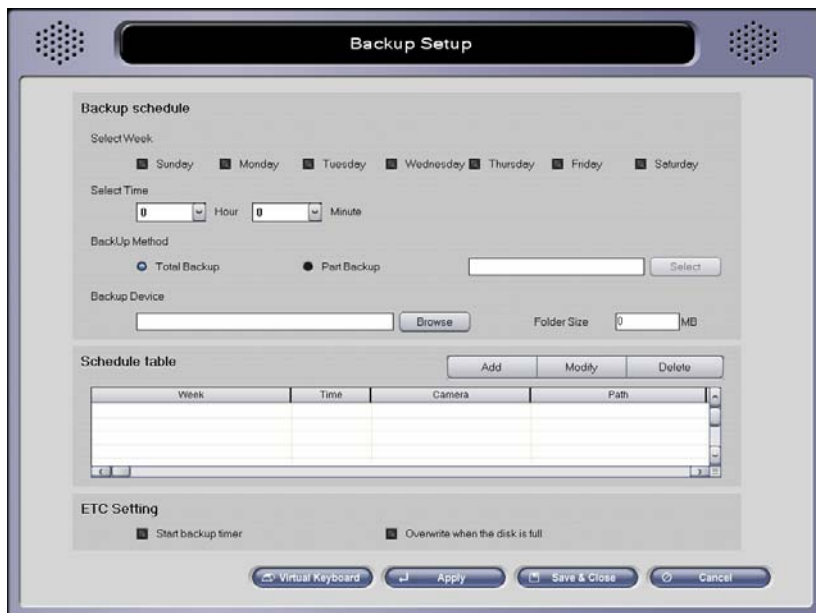 Backup Setup
Backup schedule
Select Week
Sunday Monday Tuesday Wednesday Thursday Friday Saturday
Select Time
0 Hour 0 Minute
BackUp Method
Total Backup Part Backup Select
Backup Device
Browse Folder Size 0 MB
Schedule table Add Modify Delete
Week Time Camera Path
ETC Setting
Start backup timer Overwrite when the disk is full
Virtual Keyboard Apply Save & Close Cancel